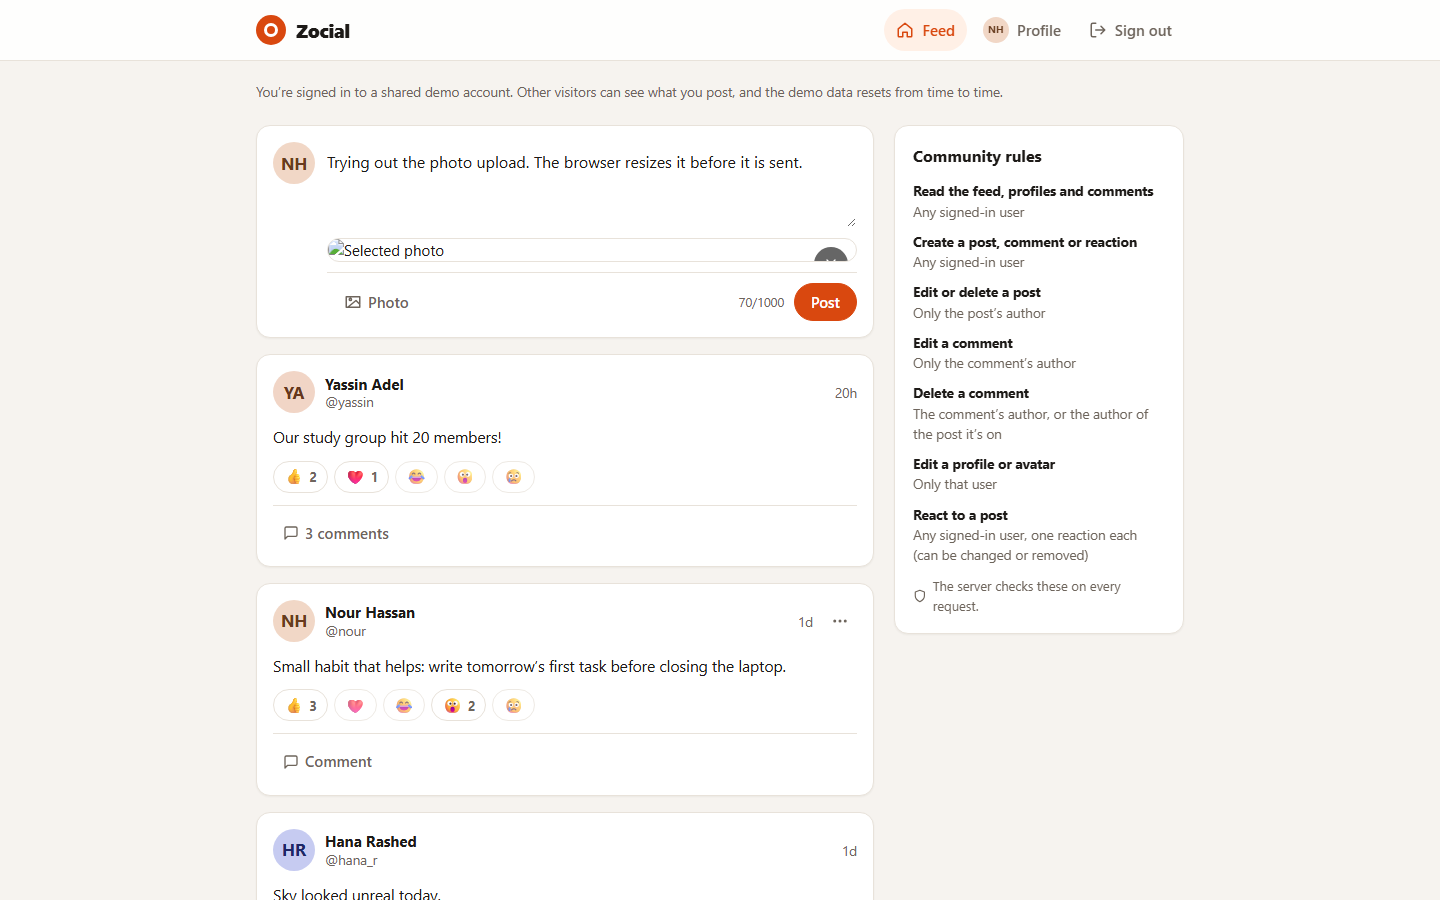 Zocial
Feed
NH
Profile
Sign out
You're signed in to a shared demo account. Other visitors can see what you post, and the demo data resets from time to time.
NH
Trying out the photo upload. The browser resizes it before it is sent.
Selected photo
Photo
70/1000
Post
YA
Yassin Adel
@yassin
20h
Our study group hit 20 members!
2
1
3 comments
NH
Nour Hassan
@nour
1d
Small habit that helps: write tomorrow's first task before closing the laptop.
3
2
Comment
HR
Hana Rashed
@hana_r
1d
Sky looked unreal today.
Community rules
Read the feed, profiles and comments
Any signed-in user
Create a post, comment or reaction
Any signed-in user
Edit or delete a post
Only the post's author
Edit a comment
Only the comment's author
Delete a comment
The comment's author, or the author of
the post it's on
Edit a profile or avatar
Only that user
React to a post
Any signed-in user, one reaction each
(can be changed or removed)
The server checks these on every
request.